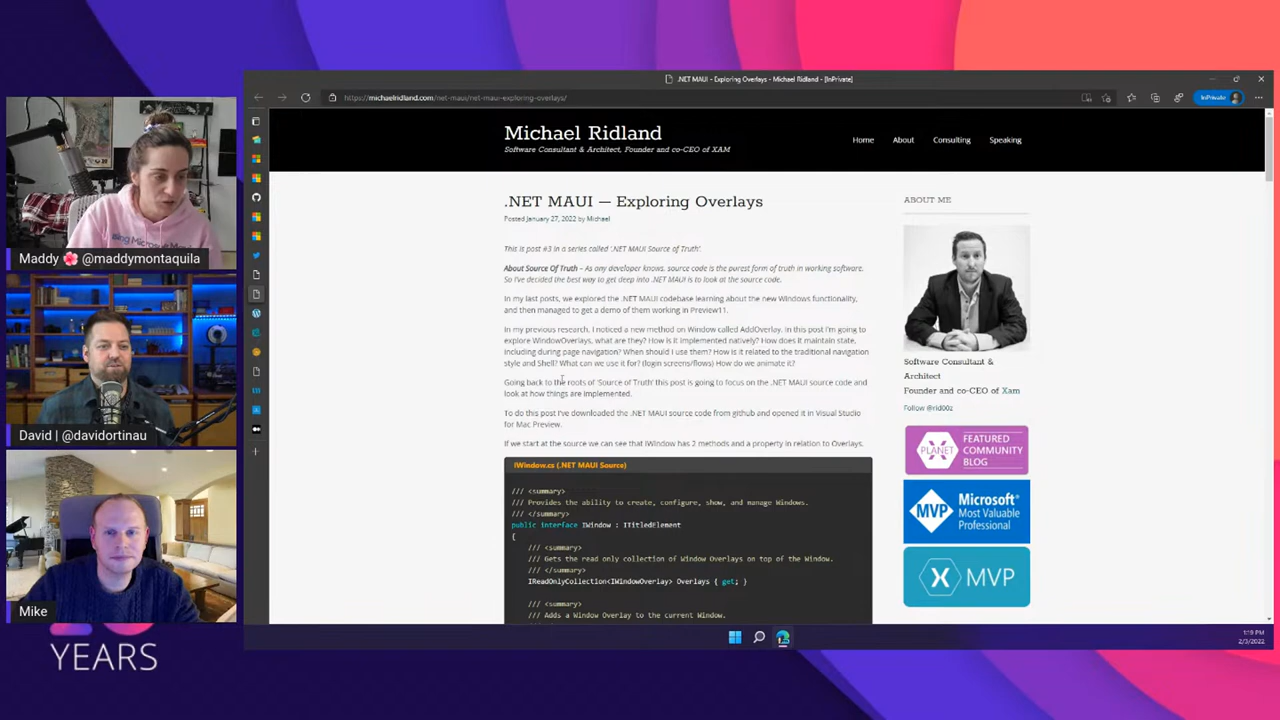 .NET MAUI - Exploring Overlays - Michael Ridland - [InPrivate]
https://michaelridland.com/net-maui/net-maui-exploring-overlays/
InPrivate
Michael Ridland
Software Consultant & Architect, Founder and co-CEO of XAM
Home About Consulting Speaking
.NET MAUI — Exploring Overlays
Posted January 27, 2022 by Michael
This is post #3 in a series called '.NET MAUI Source of Truth'.
About Source Of Truth – As any developer knows, source code is the purest form of truth in working software.
So I've decided the best way to get deep into .NET MAUI is to look at the source code.
In my last posts, we explored the .NET MAUI codebase learning about the new Windows functionality,
and then managed to get a demo of them working in Preview11.
In my previous research, I noticed a new method on Window called AddOverlay. In this post I'm going to
explore WindowOverlays, what are they? How is it implemented natively? How does it maintain state,
including during page navigation? When should I use them? How is it related to the traditional navigation
style and Shell? What can we use it for? (login screens/flows) How do we animate it?
Going back to the roots of 'Source of Truth' this post is going to focus on the .NET MAUI source code and
look at how things are implemented.
To do this post I've downloaded the .NET MAUI source code from github and opened it in Visual Studio
for Mac Preview.
If we start at the source we can see that IWindow has 2 methods and a property in relation to Overlays.
IWindow.cs (.NET MAUI Source)
/// <summary>
/// Provides the ability to create, configure, show, and manage Windows.
/// </summary>
public interface IWindow : ITitledElement
{
/// <summary>
/// Gets the read only collection of Window Overlays on top of the Window.
/// </summary>
IReadOnlyCollection<IWindowOverlay> Overlays { get; }
/// <summary>
/// Adds a Window Overlay to the current Window.
ABOUT ME
Software Consultant &
Architect
Founder and co-CEO of Xam
Follow @rid00z
PLANET
FEATURED
COMMUNITY
BLOG
MVP
Microsoft
Most Valuable
Professional
MVP
1:19 PM
2/3/2022
Maddy 🌸 @maddymontaquila
David | @davidortinau
Mike
YEARS